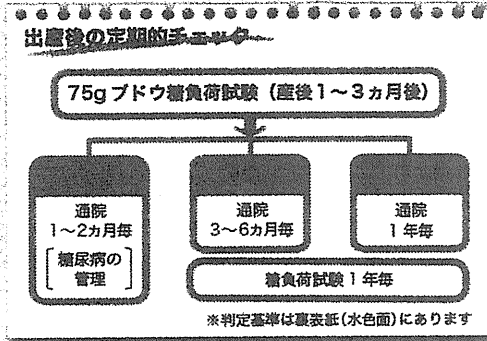 出産後の定期的チェック
75gブドウ糖負荷試験（産後1～3ヵ月後）
通院
1～2ヵ月毎
［糖尿病の
管理］
通院
3～6ヵ月毎
通院
1年毎
糖負荷試験1年毎
※判定基準は裏表紙（水色面）にあります